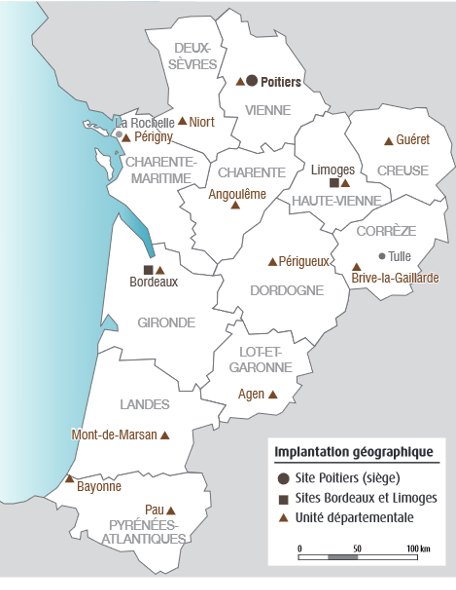 DEUX-
SÈVRES
Poitiers
VIENNE
La Rochelle
Niort
Périgny
Guéret
CHARENTE-
MARITIME
CHARENTE
Limoges
CREUSE
Angoulême
HAUTE-VIENNE
CORRÈZE
Périgueux
Tulle
Brive-la-Gaillarde
Bordeaux
DORDOGNE
GIRONDE
LOT-ET-
GARONNE
Agen
LANDES
Mont-de-Marsan
Bayonne
Pau
PYRÉNÉES-
ATLANTIQUES
Implantation géographique
Site Poitiers (siège)
Sites Bordeaux et Limoges
Unité départementale
0 50 100 km